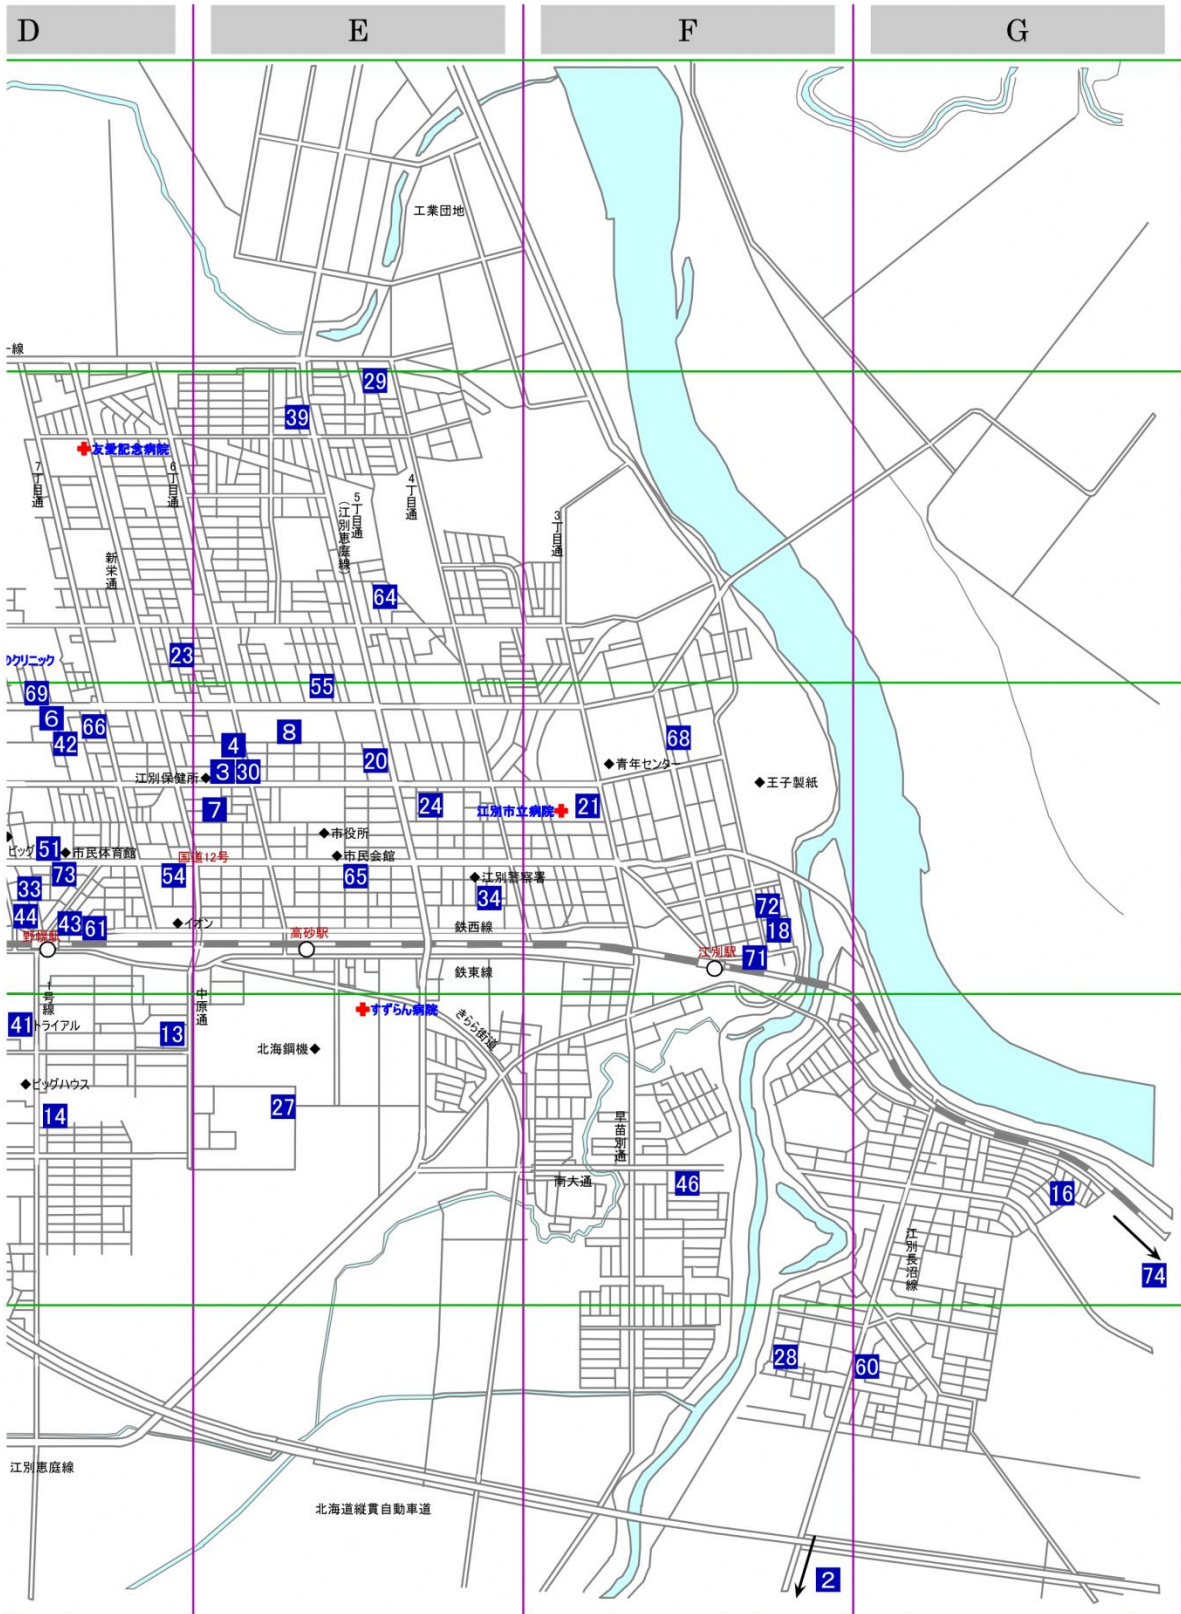 D
E
F
G
工業団地
一線
29
39
友愛記念病院
7丁目通
6丁目通
5丁目通
(江別恵庭線)
4丁目通
3丁目通
新栄通
64
のクリニック
23
69
55
6
66
42
4
8
68
20
青年センター
江別保健所
3
30
王子製紙
7
24
江別市立病院
21
市役所
ビッグ
51
市民体育館
国道12号
市民会館
73
54
65
江別警察署
33
34
44
43
61
イオン
72
18
鉄西線
野幌駅
高砂駅
江別駅
71
鉄東線
1号線
中原通
すずらん病院
きらら街道
41
トライアル
13
北海鋼機
ビッグハウス
14
27
早苗別通
南大通
46
16
江別長沼線
74
28
60
江別恵庭線
北海道縦貫自動車道
2